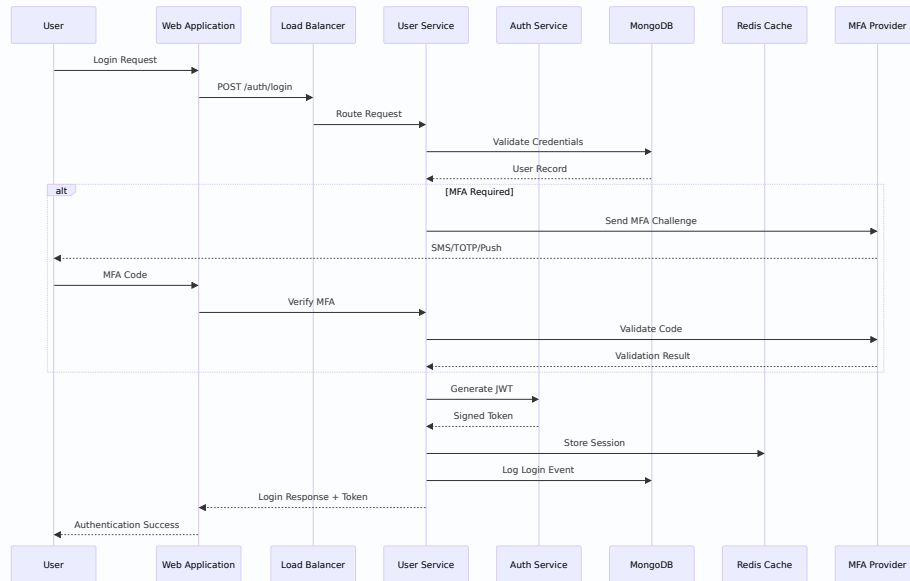 User
Web Application
Load Balancer
User Service
Auth Service
MongoDB
Redis Cache
MFA Provider
Login Request
POST /auth/login
Route Request
Validate Credentials
User Record
alt
[MFA Required]
Send MFA Challenge
SMS/TOTP/Push
MFA Code
Verify MFA
Validate Code
Validation Result
Generate JWT
Signed Token
Store Session
Log Login Event
Login Response + Token
Authentication Success
User
Web Application
Load Balancer
User Service
Auth Service
MongoDB
Redis Cache
MFA Provider